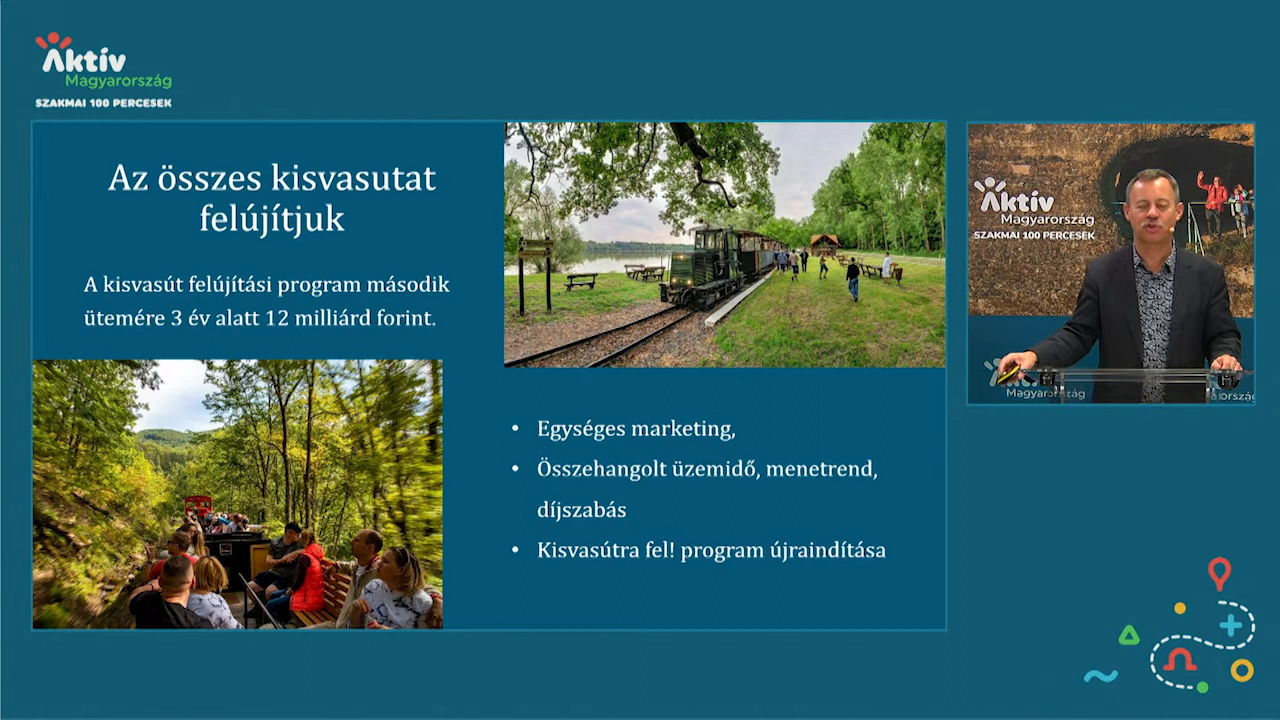 Aktív
Magyarország
SZAKMAI 100 PERCESEK
Az összes kisvasutat
felújítjuk
A kisvasút felújítási program második
ütemére 3 év alatt 12 milliárd forint.
• Egységes marketing,
• Összehangolt üzemidő, menetrend,
díjszabás
• Kisvasútra fel! program újraindítása
Aktív
Magyarország
SZAKMAI 100 PERCESEK
Magyarország